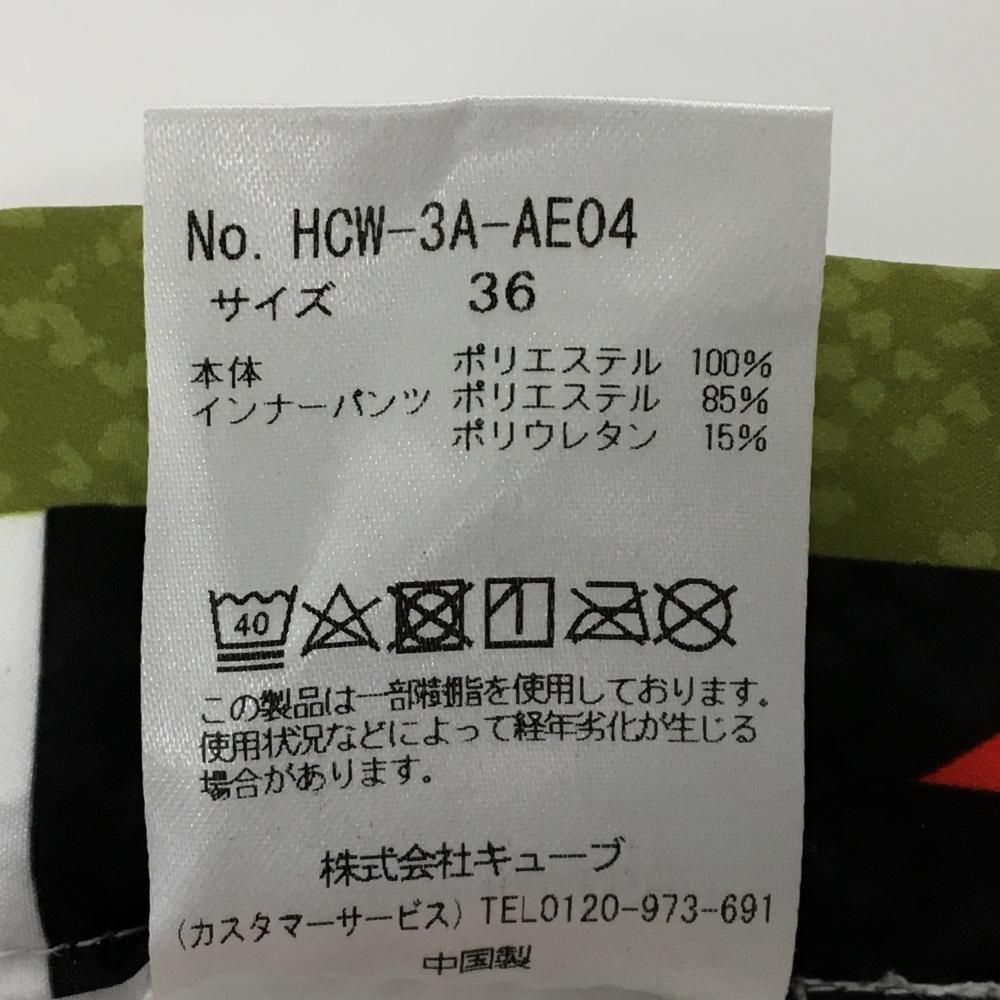 No. HCW-3A-AE04
サイズ 36
本体 ポリエステル 100%
インナーパンツ ポリエステル 85%
ポリウレタン 15%
40
この製品は一部樹脂を使用しております。
使用状況などによって経年劣化が生じる
場合があります。
株式会社キューブ
(カスタマーサービス) TEL0120-973-691
中国製